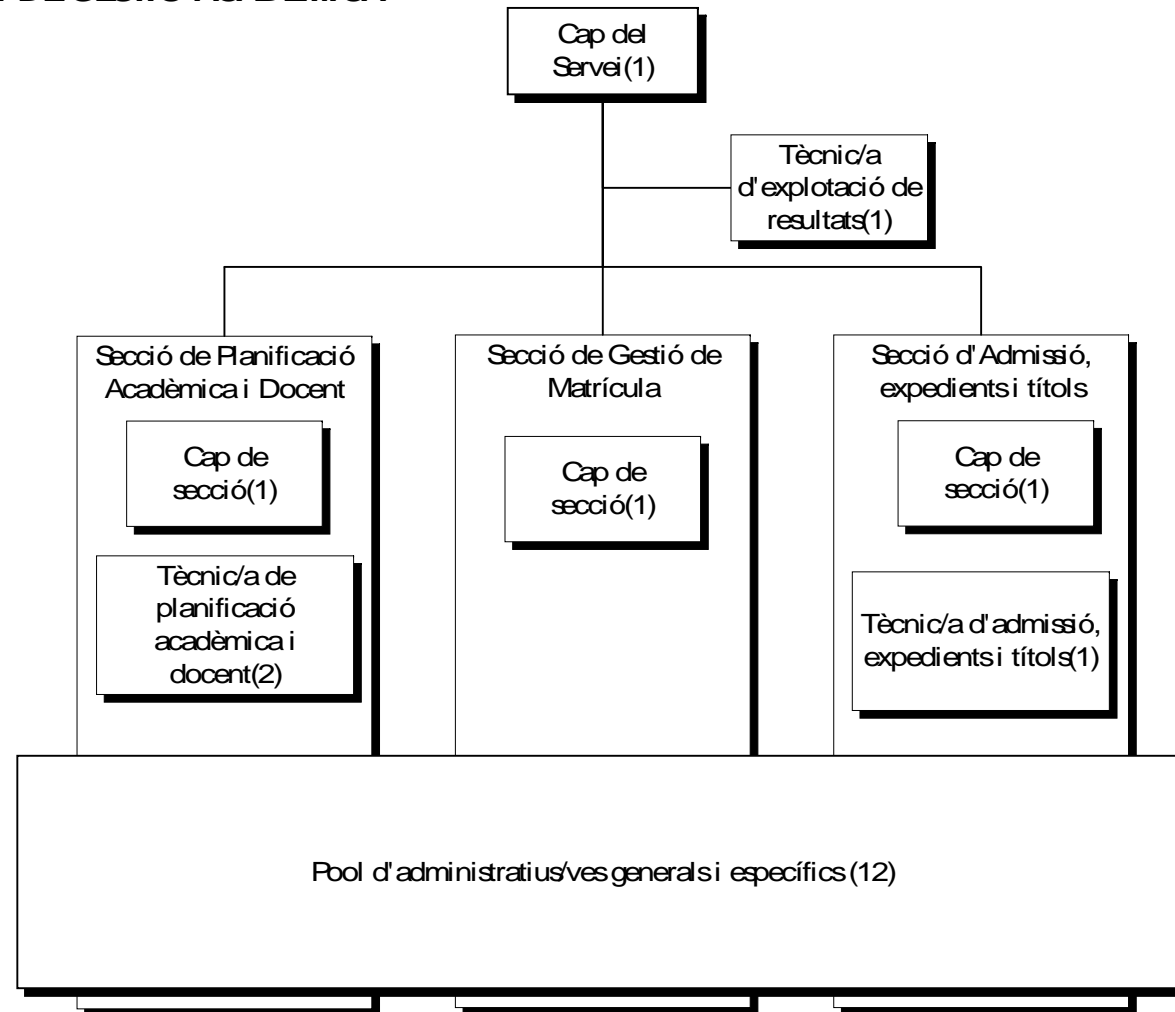 Cap del
Servei(1)
Tècnic/a
d'explotació de
resultats(1)
Secció de Planificació
Acadèmica i Docent
Cap de
secció(1)
Tècnic/a de
planificació
acadèmica i
docent(2)
Secció de Gestió de
Matrícula
Cap de
secció(1)
Secció d'Admissió,
expedients i títols
Cap de
secció(1)
Tècnic/a d'admissió,
expedients i títols(1)
Pool d'administratius/ves generals i específics (12)